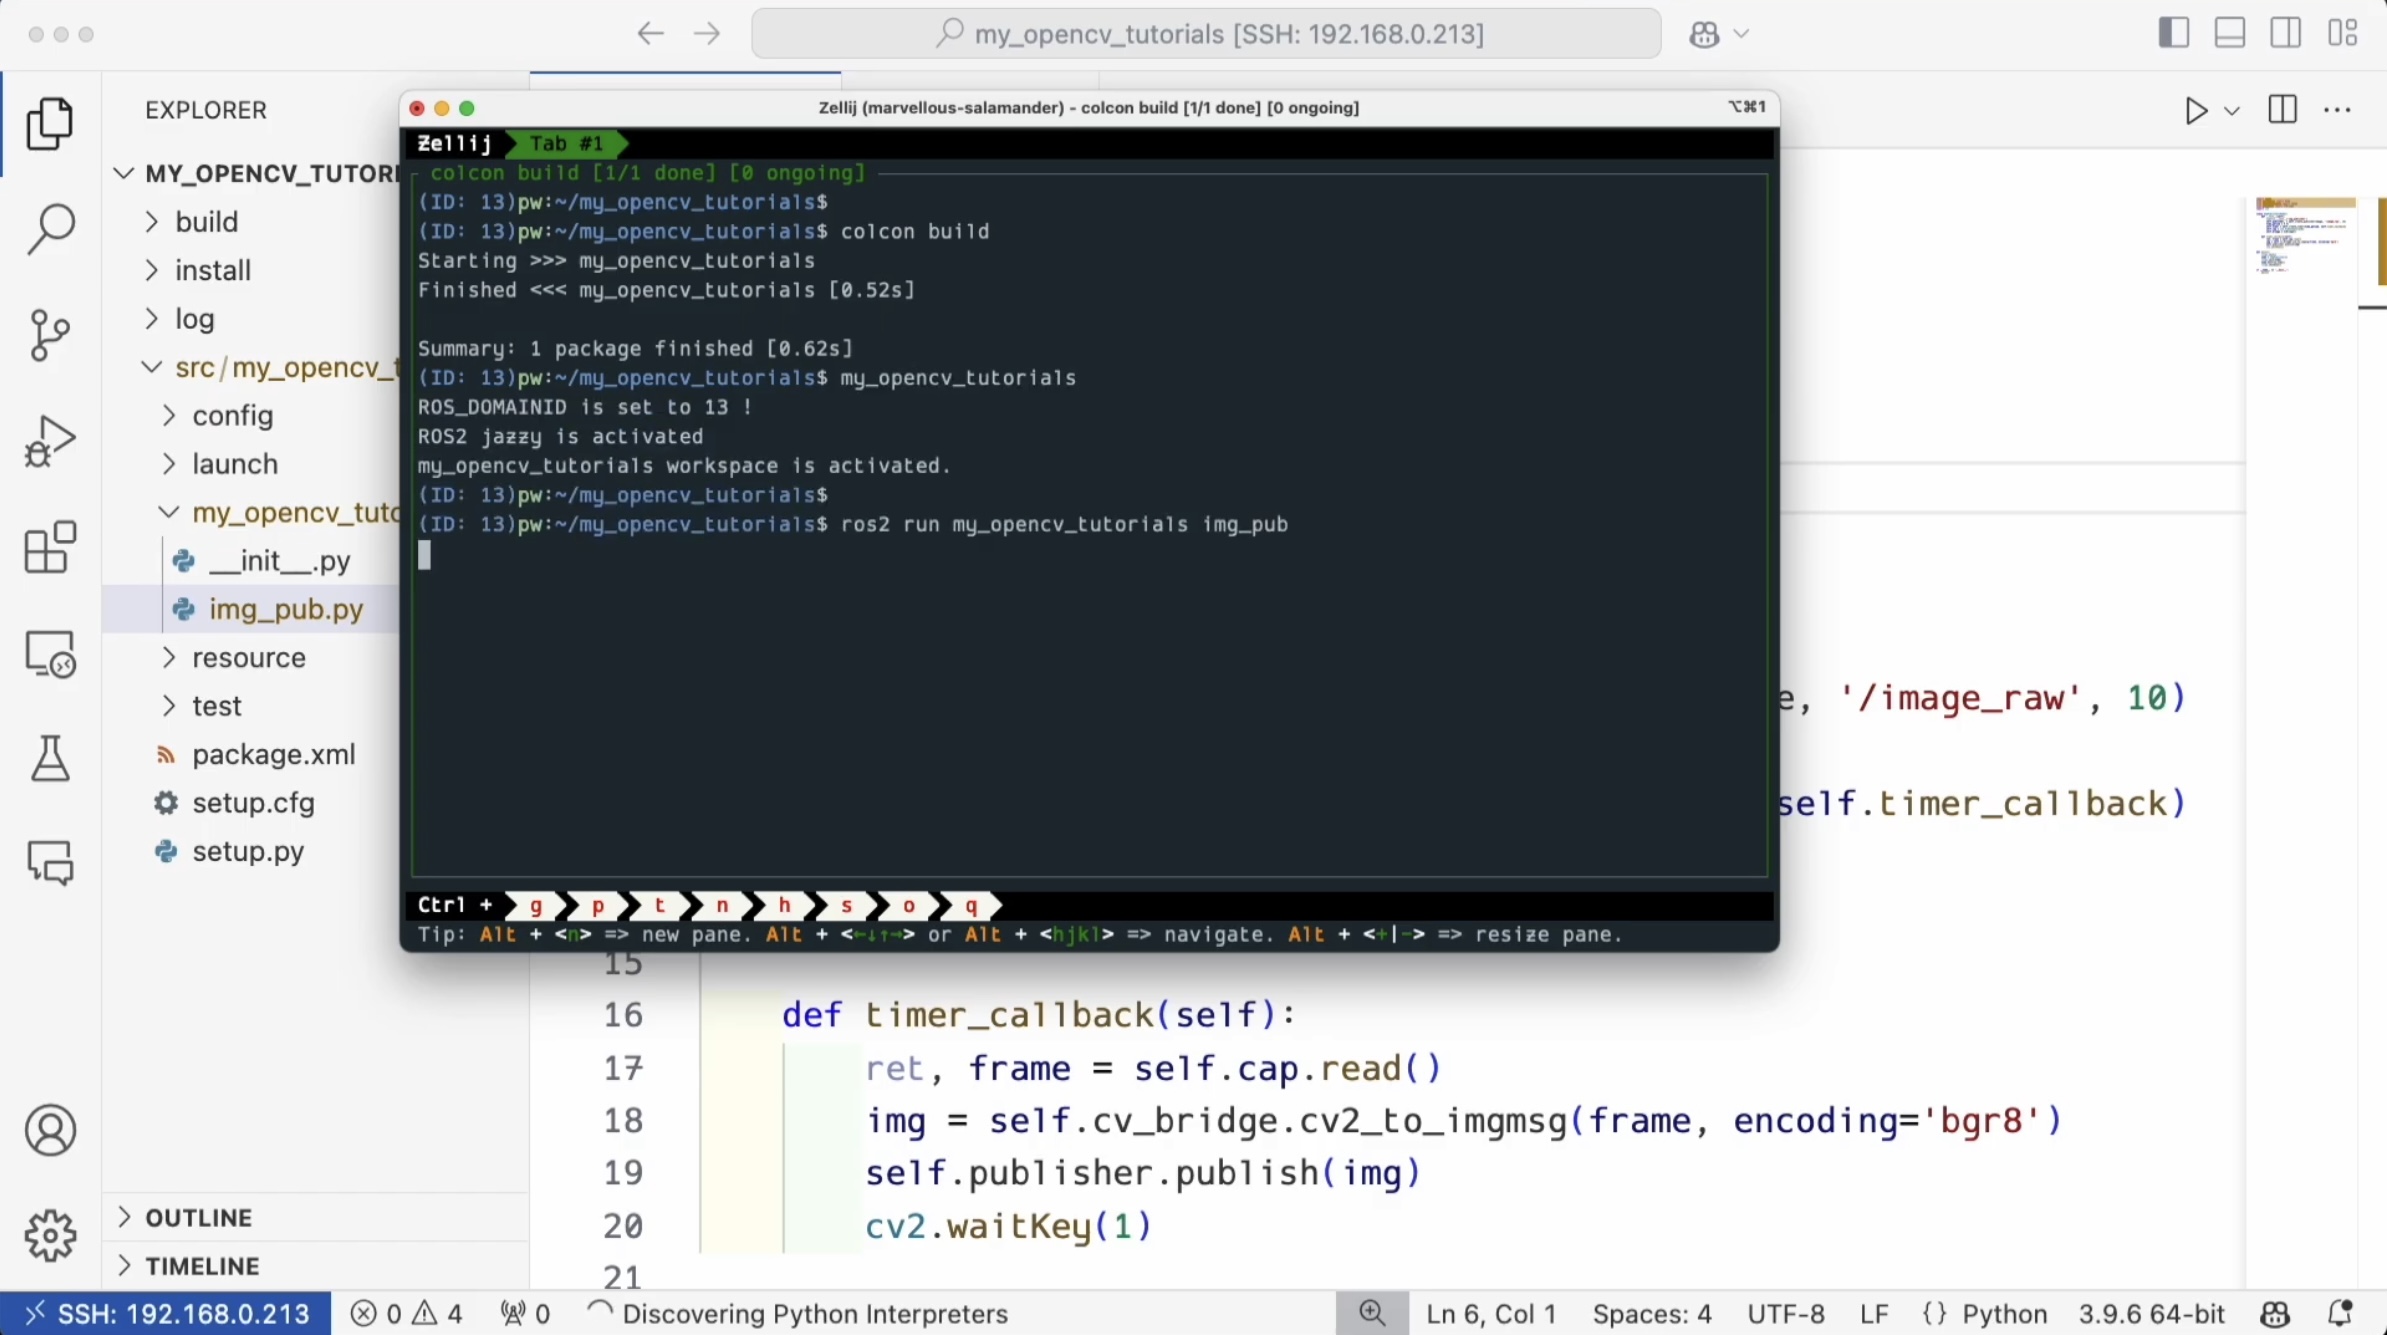 my_opencv_tutorials [SSH: 192.168.0.213]
EXPLORER
MY_OPENCV_TUTORI
build
install
log
src/my_opencv_t
config
launch
my_opencv_tuto
__init__.py
img_pub.py
resource
test
package.xml
setup.cfg
setup.py
OUTLINE
TIMELINE
Zellij (marvellous-salamander) - colcon build [1/1 done] [0 ongoing]
⌥⌘1
Zellij Tab #1
colcon build [1/1 done] [0 ongoing]
(ID: 13)pw:~/my_opencv_tutorials$
(ID: 13)pw:~/my_opencv_tutorials$ colcon build
Starting >>> my_opencv_tutorials
Finished <<< my_opencv_tutorials [0.52s]
Summary: 1 package finished [0.62s]
(ID: 13)pw:~/my_opencv_tutorials$ my_opencv_tutorials
ROS_DOMAINID is set to 13 !
ROS2 jazzy is activated
my_opencv_tutorials workspace is activated.
(ID: 13)pw:~/my_opencv_tutorials$
(ID: 13)pw:~/my_opencv_tutorials$ ros2 run my_opencv_tutorials img_pub
Ctrl + g p t n h s o q
Tip: Alt + <n> => new pane. Alt + <←↓↑→> or Alt + <hjkl> => navigate. Alt + <+|-> => resize pane.
e, '/image_raw', 10)
self.timer_callback)
15
16 def timer_callback(self):
17 ret, frame = self.cap.read()
18 img = self.cv_bridge.cv2_to_imgmsg(frame, encoding='bgr8')
19 self.publisher.publish(img)
20 cv2.waitKey(1)
21
SSH: 192.168.0.213 0 4 0 Discovering Python Interpreters Ln 6, Col 1 Spaces: 4 UTF-8 LF {} Python 3.9.6 64-bit